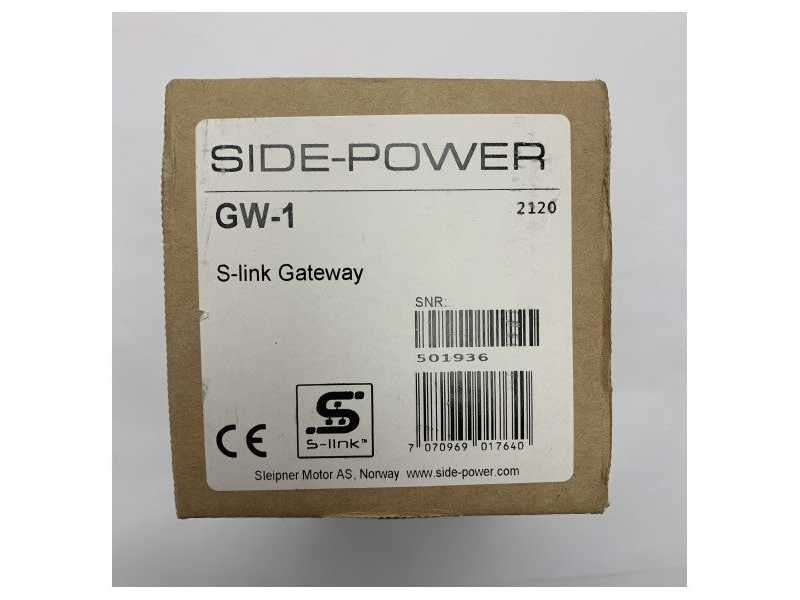 SIDE-POWER
GW-1
2120
S-link Gateway
SNR:
501936
CE
S-link™
7 070969 017640
Sleipner Motor AS, Norway www.side-power.com